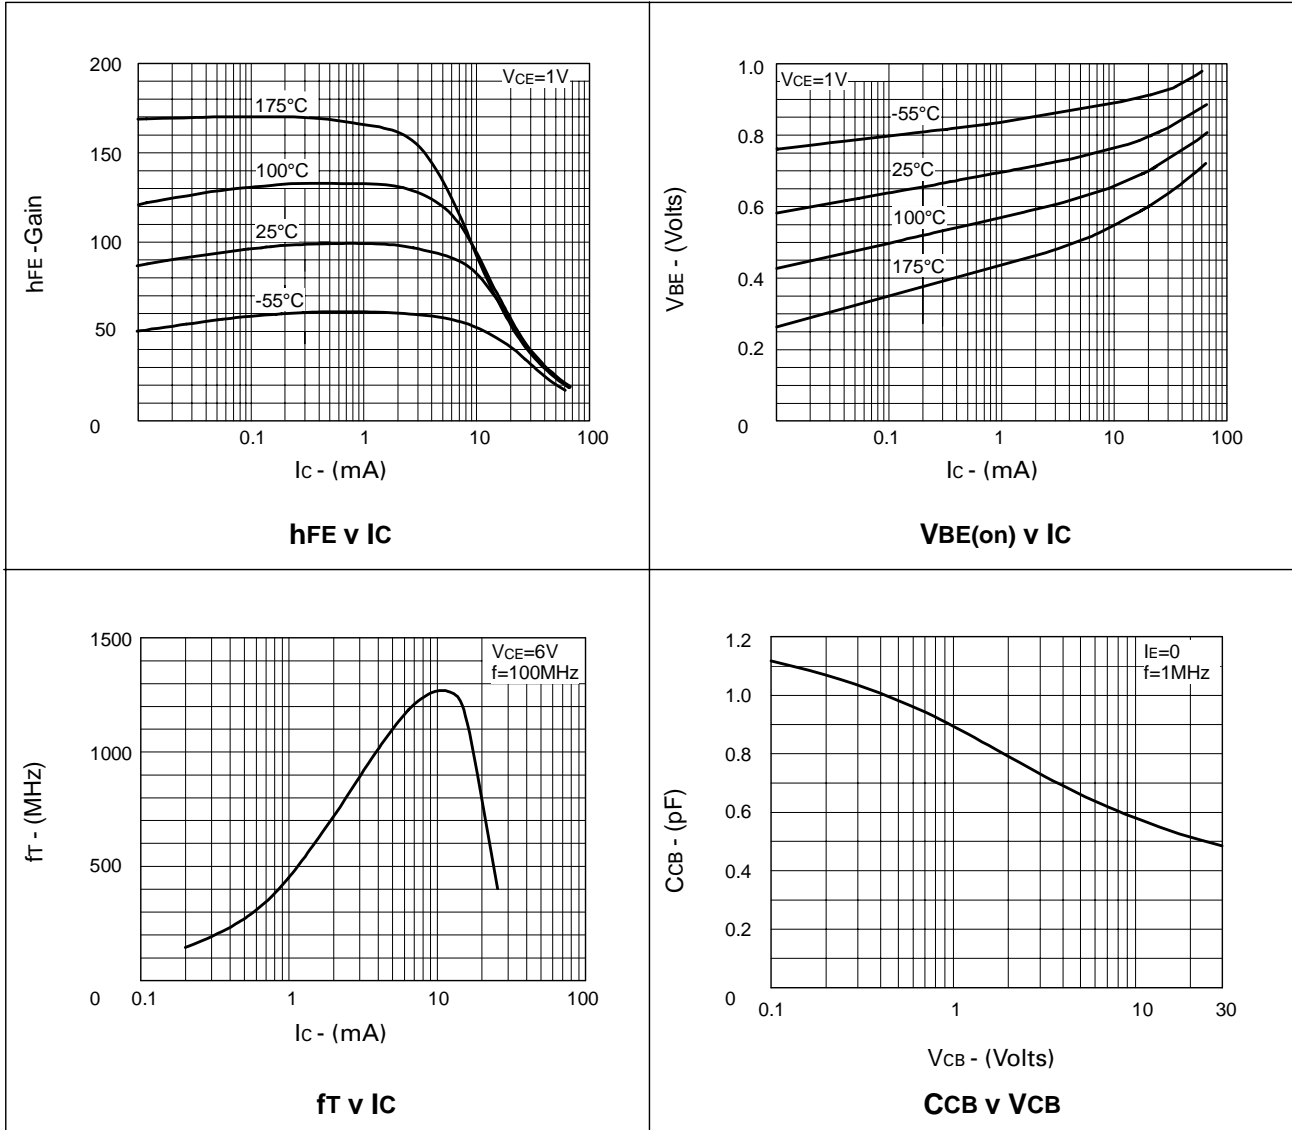 200
150
100
50
0
hFE -Gain
VCE=1V
175°C
100°C
25°C
-55°C
0.1 1 10 100
IC - (mA)
hFE v IC
1.0
0.8
0.6
0.4
0.2
0
VBE - (Volts)
VCE=1V
-55°C
25°C
100°C
175°C
0.1 1 10 100
IC - (mA)
VBE(on) v IC
1500
1000
500
0
fT - (MHz)
VCE=6V
f=100MHz
0.1 1 10 100
IC - (mA)
fT v IC
1.2
1.0
0.8
0.6
0.4
0.2
0
CCB - (pF)
IE=0
f=1MHz
0.1 1 10 30
VCB - (Volts)
CCB v VCB